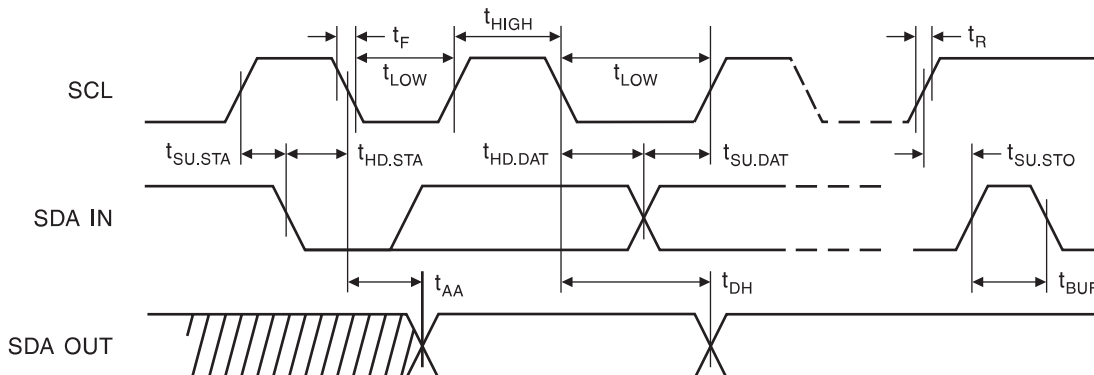 tF
tHIGH
tR
SCL
tLOW
tLOW
tSU.STA
tHD.STA
tHD.DAT
tSU.DAT
tSU.STO
SDA IN
tAA
tDH
tBUF
SDA OUT